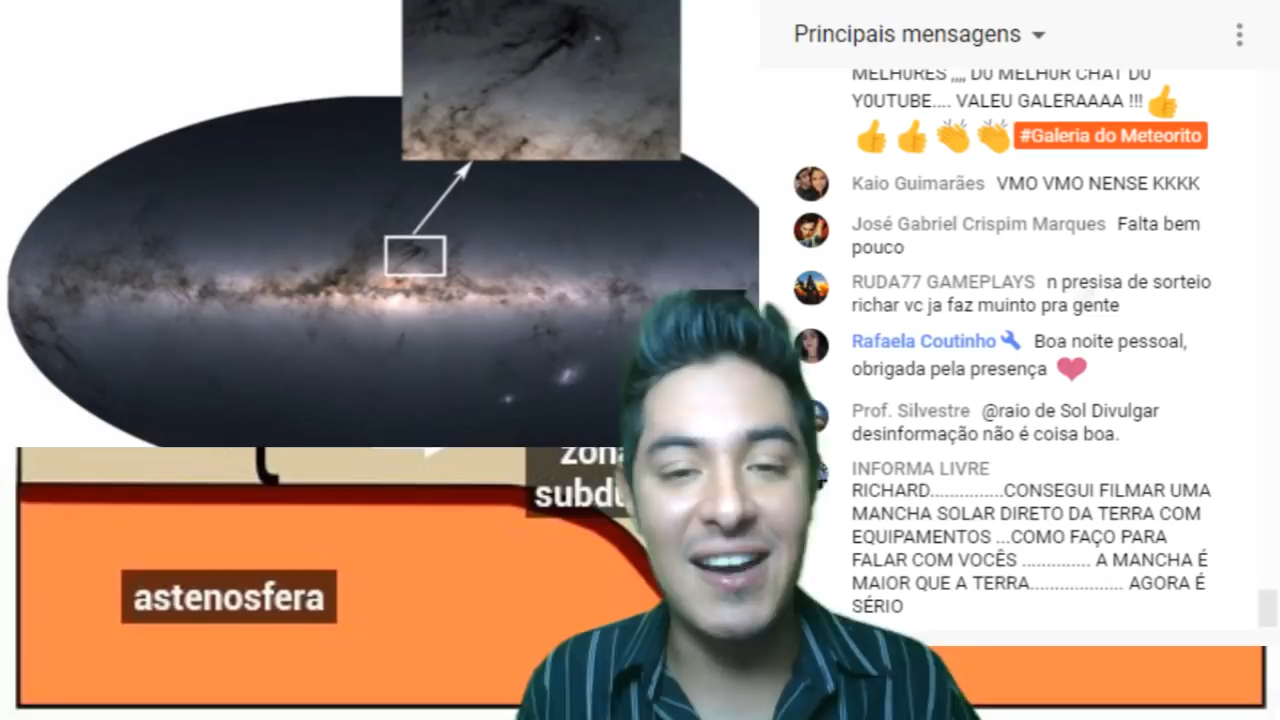 Principais mensagens
MELHORES ,,,, DO MELHOR CHAT DO
YOUTUBE.... VALEU GALERAAAA !!!
#Galeria do Meteorito
Kaio Guimarães VMO VMO NENSE KKKK
José Gabriel Crispim Marques Falta bem
pouco
RUDA77 GAMEPLAYS n presisa de sorteio
richar vc ja faz muinto pra gente
Rafaela Coutinho Boa noite pessoal,
obrigada pela presença
Prof. Silvestre @raio de Sol Divulgar
desinformação não é coisa boa.
INFORMA LIVRE
RICHARD...............CONSEGUI FILMAR UMA
MANCHA SOLAR DIRETO DA TERRA COM
EQUIPAMENTOS ...COMO FAÇO PARA
FALAR COM VOCÊS .............. A MANCHA É
MAIOR QUE A TERRA................... AGORA É
SÉRIO
astenosfera